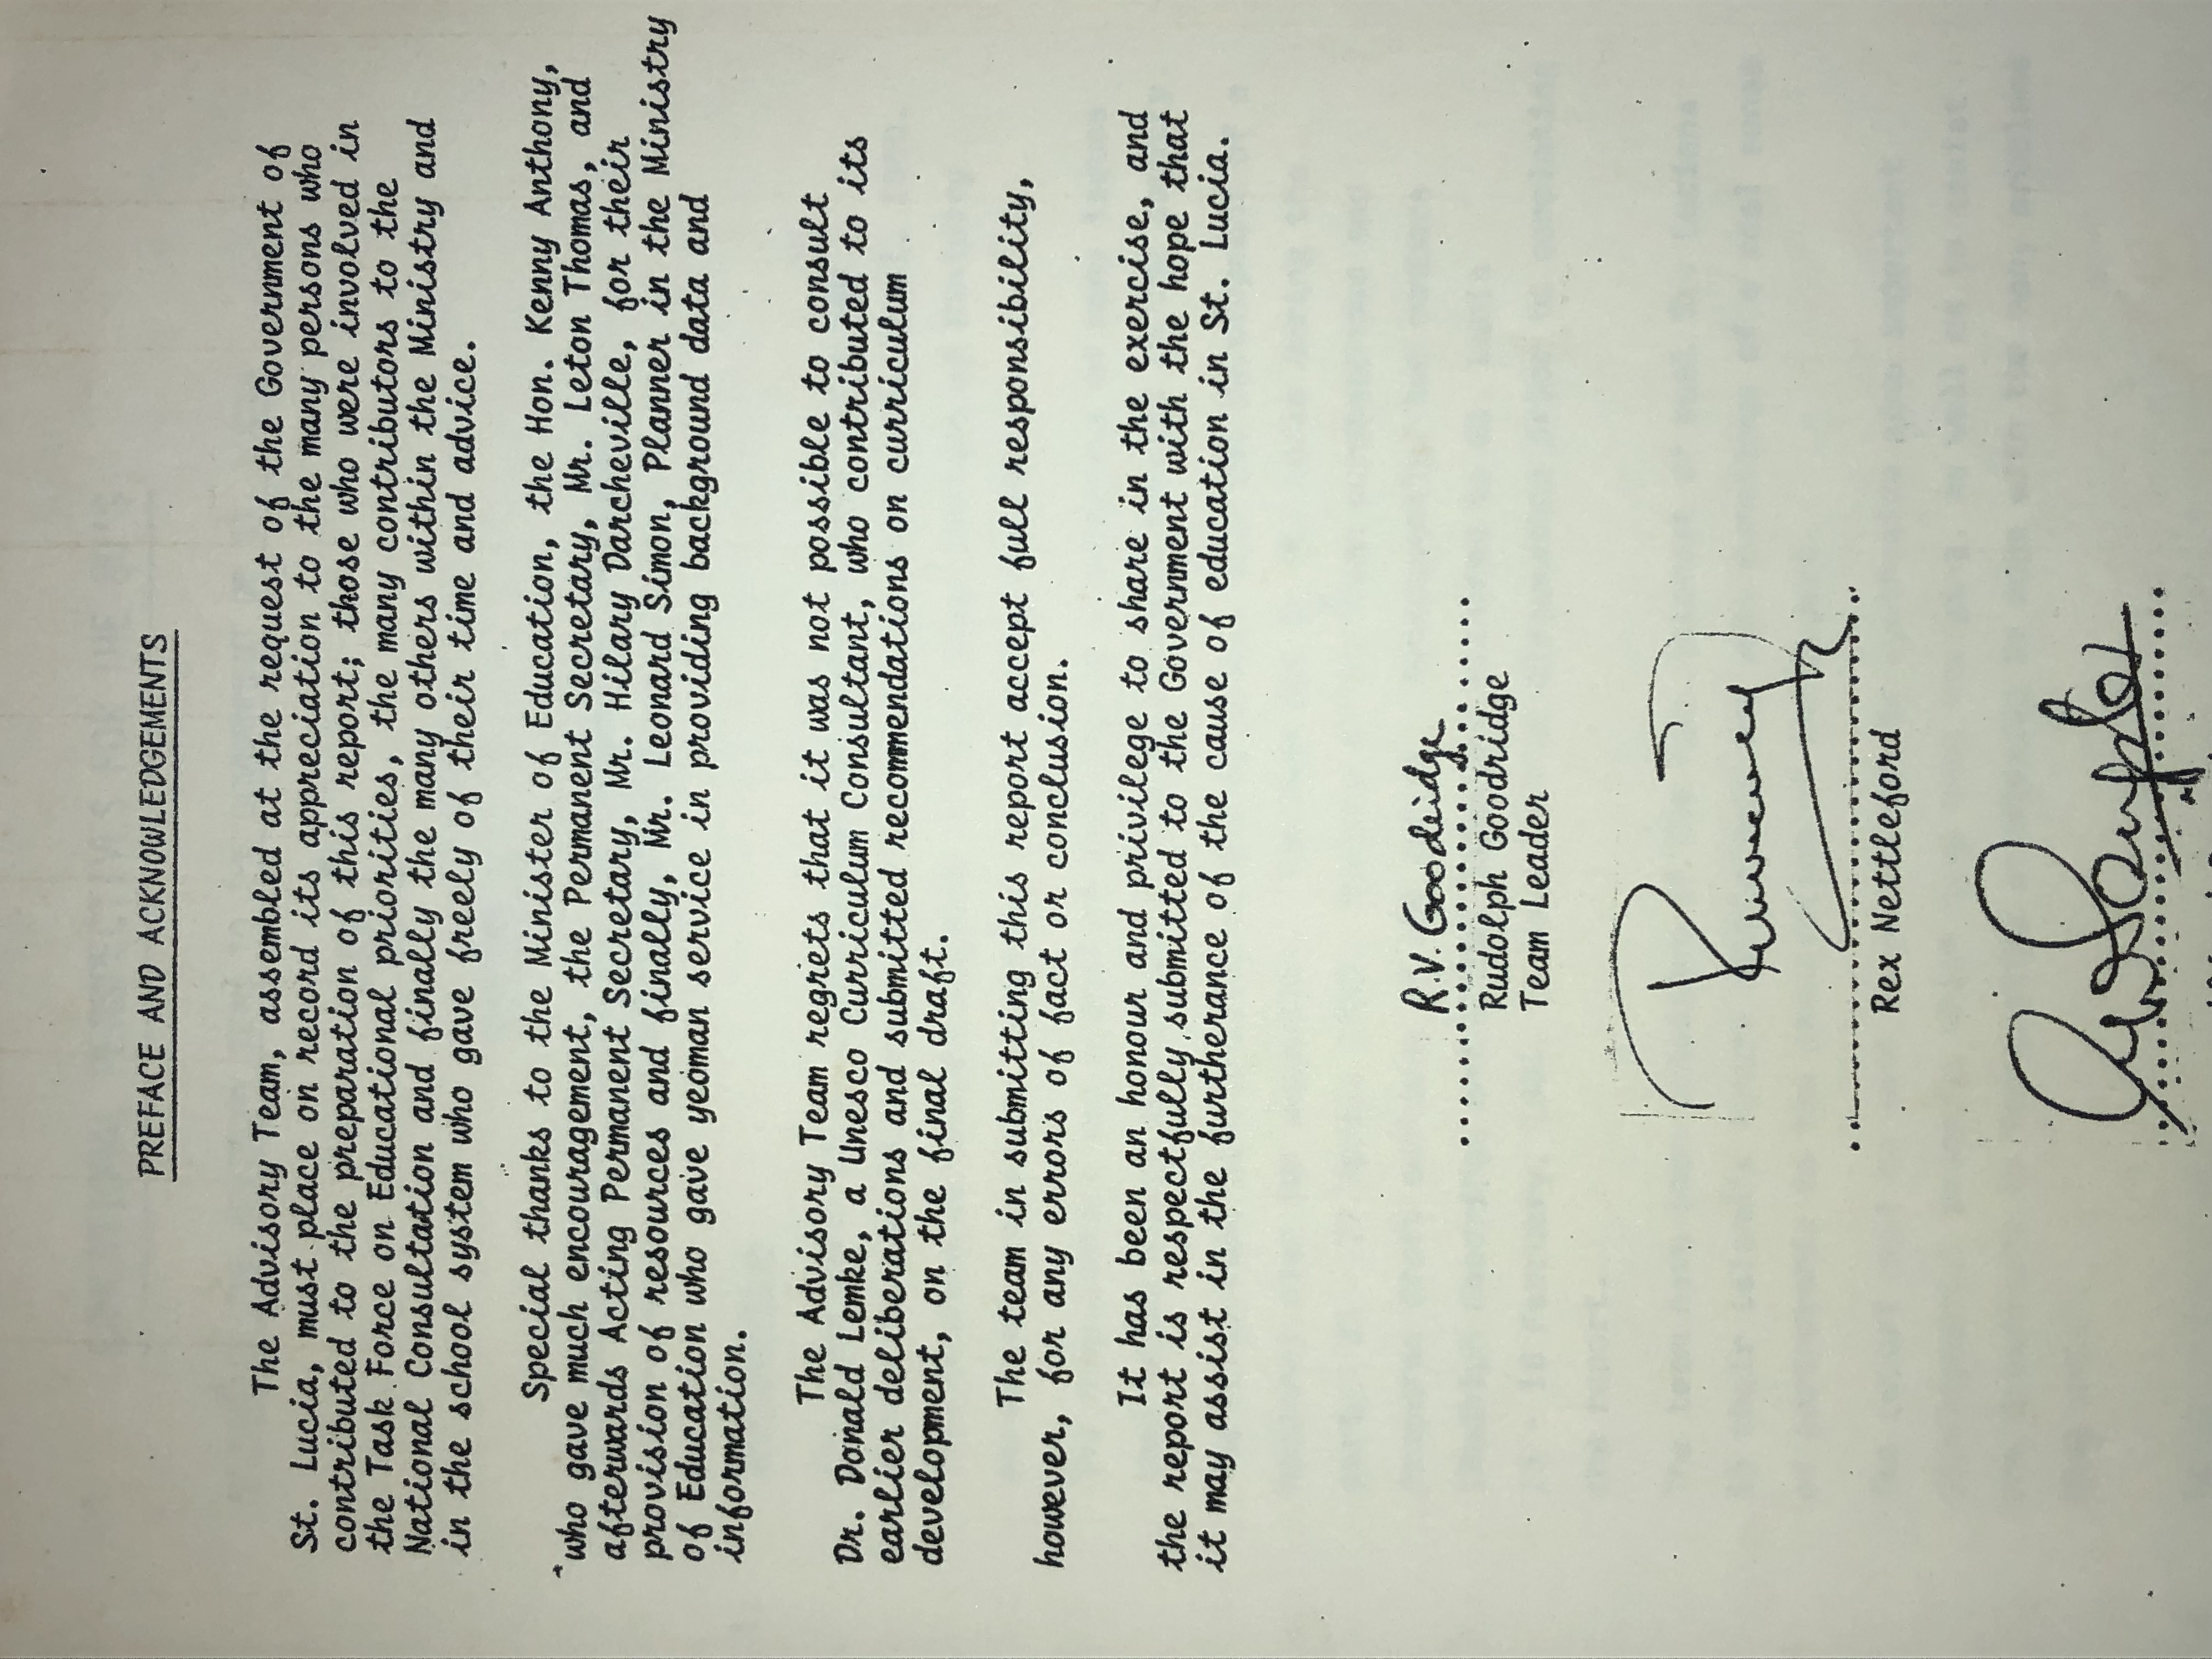 PREFACE AND ACKNOWLEDGEMENTS
The Advisory Team, assembled at the request of the Government of
St. Lucia, must place on record its appreciation to the many persons who
contributed to the preparation of this report; those who were involved in
the Task Force on Educational priorities, the many contributors to the
National Consultation and finally the many others within the Ministry and
in the school system who gave freely of their time and advice.
Special thanks to the Minister of Education, the Hon. Kenny Anthony,
who gave much encouragement, the Permanent Secretary, Mr. Leton Thomas, and
afterwards Acting Permanent Secretary, Mr. Hilary Darcheville, for their
provision of resources and finally, Mr. Leonard Simon, Planner in the Ministry
of Education who gave yeoman service in providing background data and
information.
The Advisory Team regrets that it was not possible to consult
Dr. Donald Lemke, a Unesco Curriculum Consultant, who contributed to its
earlier deliberations and submitted recommendations on curriculum
development, on the final draft.
The team in submitting this report accept full responsibility,
however, for any errors of fact or conclusion.
It has been an honour and privilege to share in the exercise, and
the report is respectfully submitted to the Government with the hope that
it may assist in the furtherance of the cause of education in St. Lucia.
R.V. Goodridge
Rudolph Goodridge
Team Leader
Rex Nettleford